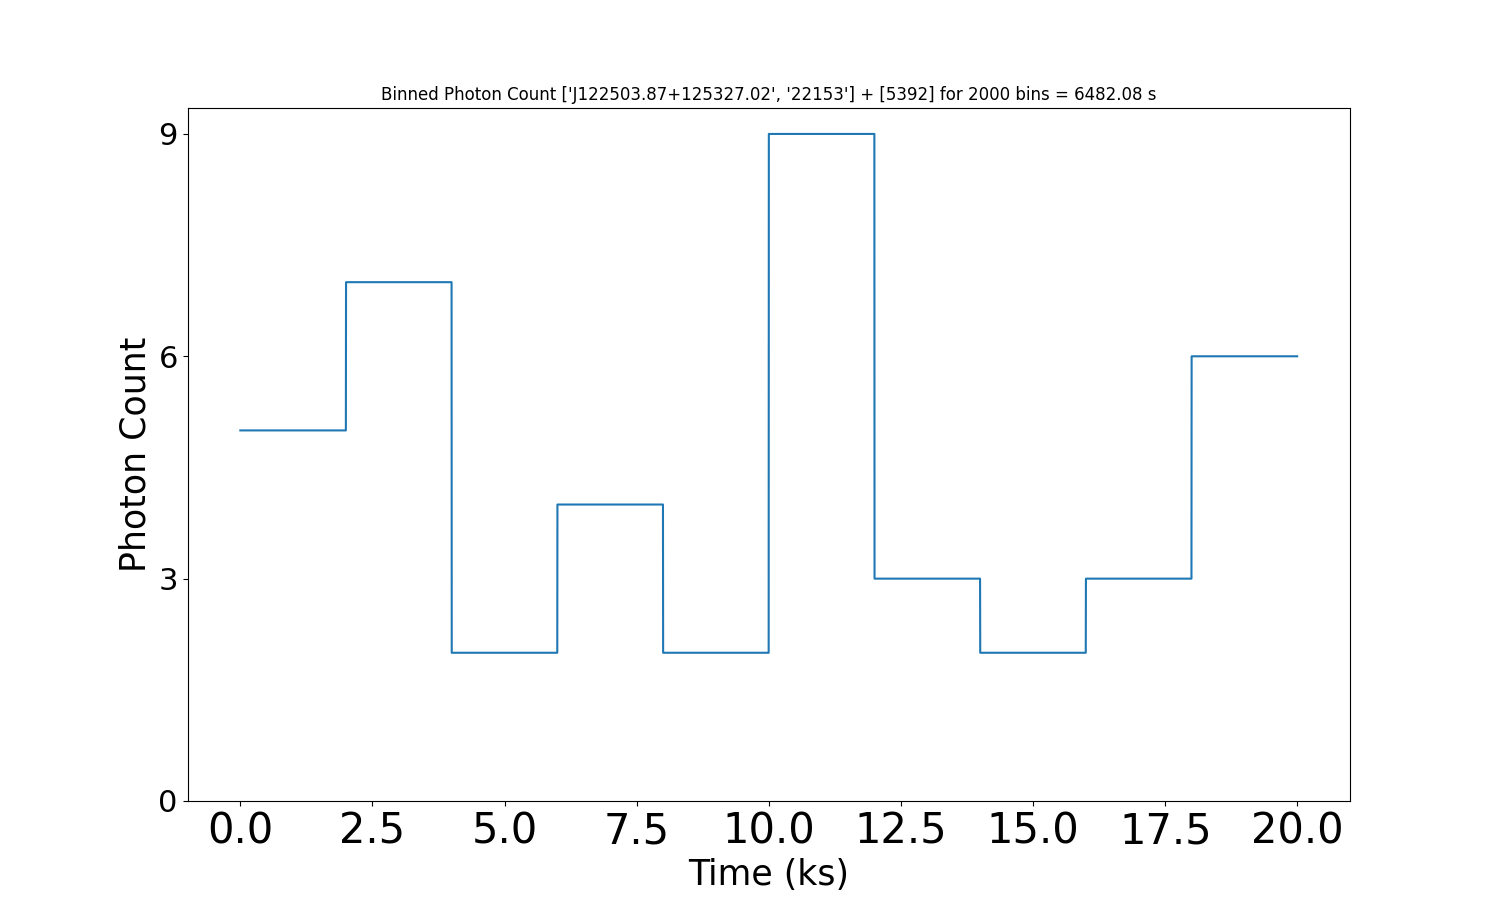 Binned Photon Count ['J122503.87+125327.02', '22153'] + [5392] for 2000 bins = 6482.08 s
9
6
3
0
Photon Count
0.0 2.5 5.0 7.5 10.0 12.5 15.0 17.5 20.0
Time (ks)